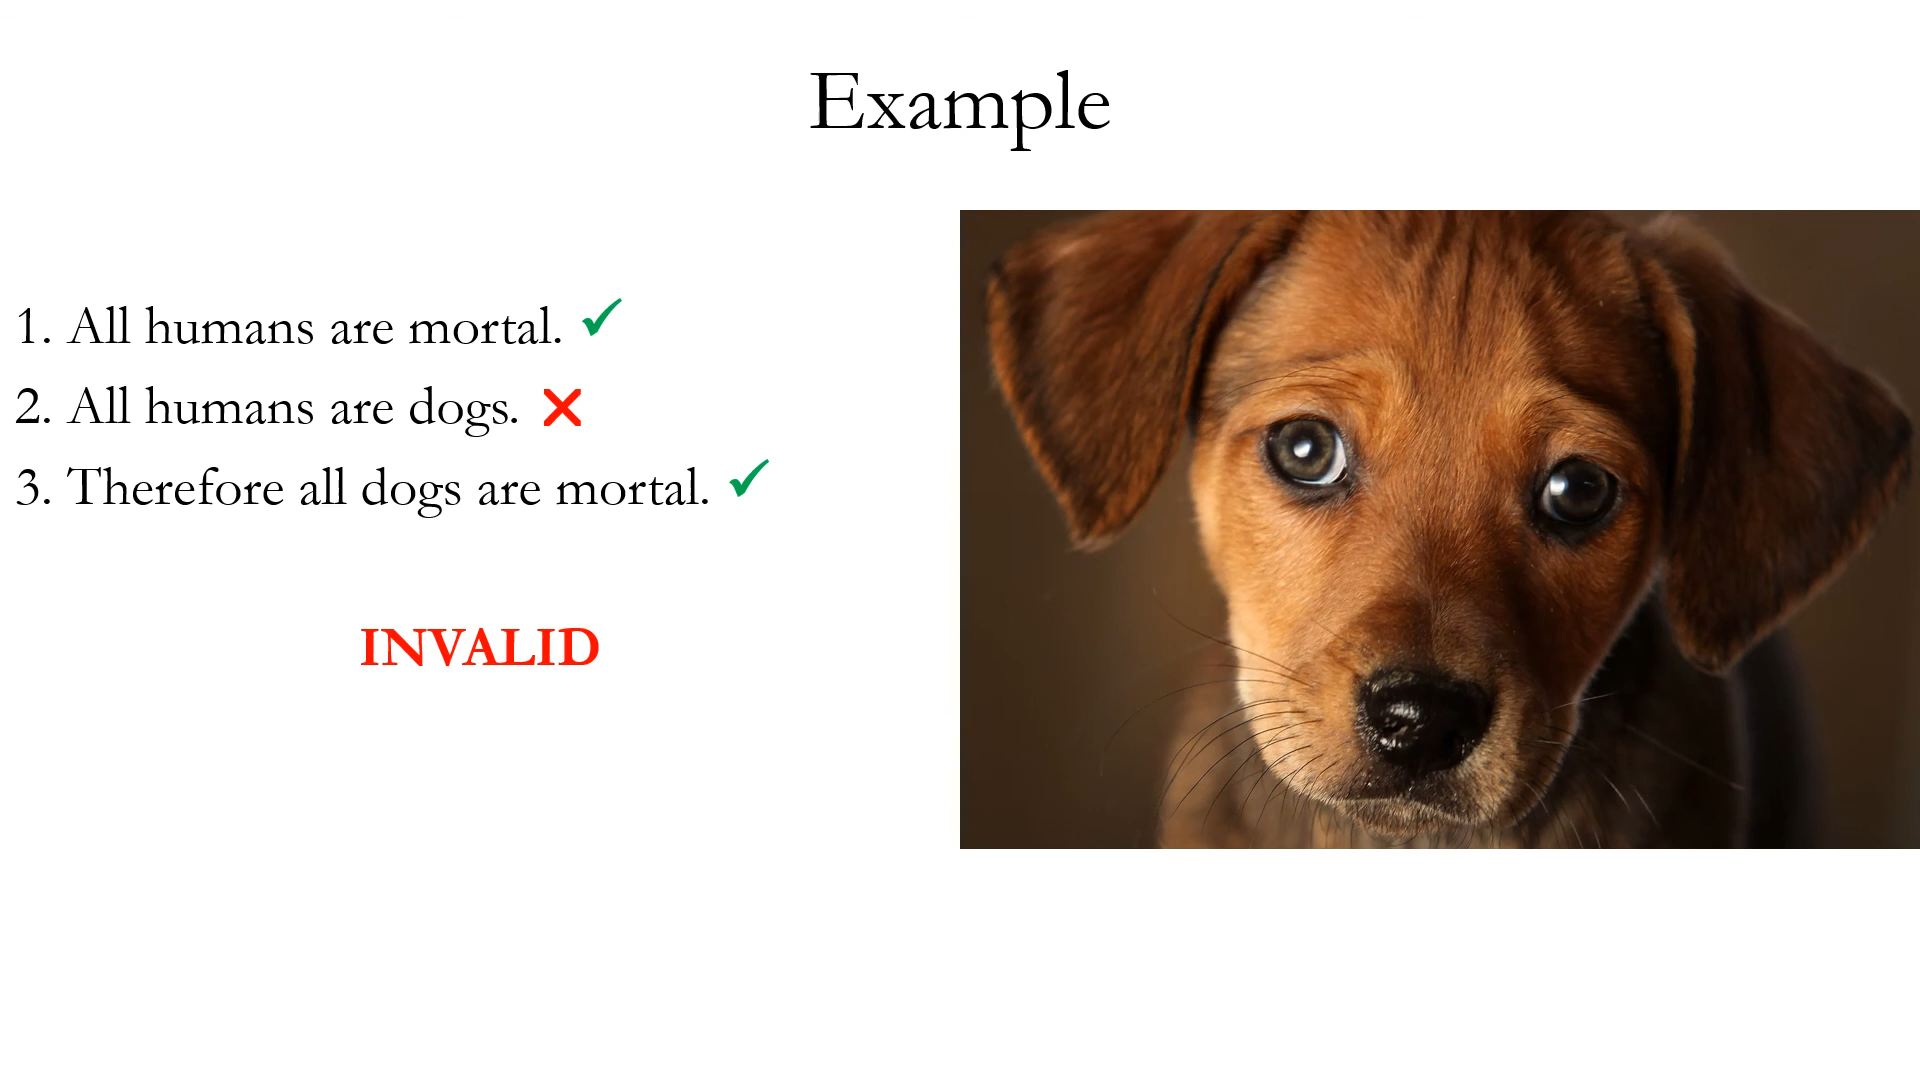 Example
1. All humans are mortal. ✓
2. All humans are dogs. ✗
3. Therefore all dogs are mortal. ✓
INVALID